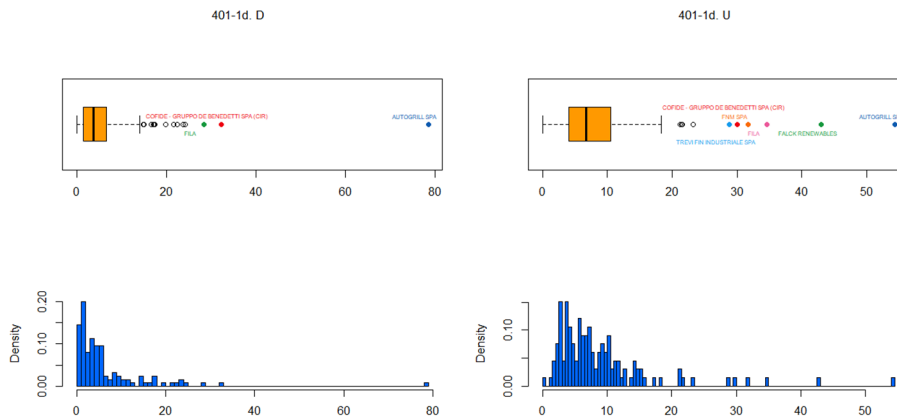 401-1d. D
401-1d. U
COFIDE - GRUPPO DE BENEDETTI SPA (CIR)
AUTOGRILL SPA
FILA
COFIDE - GRUPPO DE BENEDETTI SPA (CIR)
FNM SPA
AUTOGRILL S
FILA
FALCK RENEWABLES
TREVI FIN INDUSTRIALE SPA
0 20 40 60 80
0 10 20 30 40 50
Density
0.00 0.10 0.20
0 20 40 60 80
Density
0.00 0.10
0 10 20 30 40 50